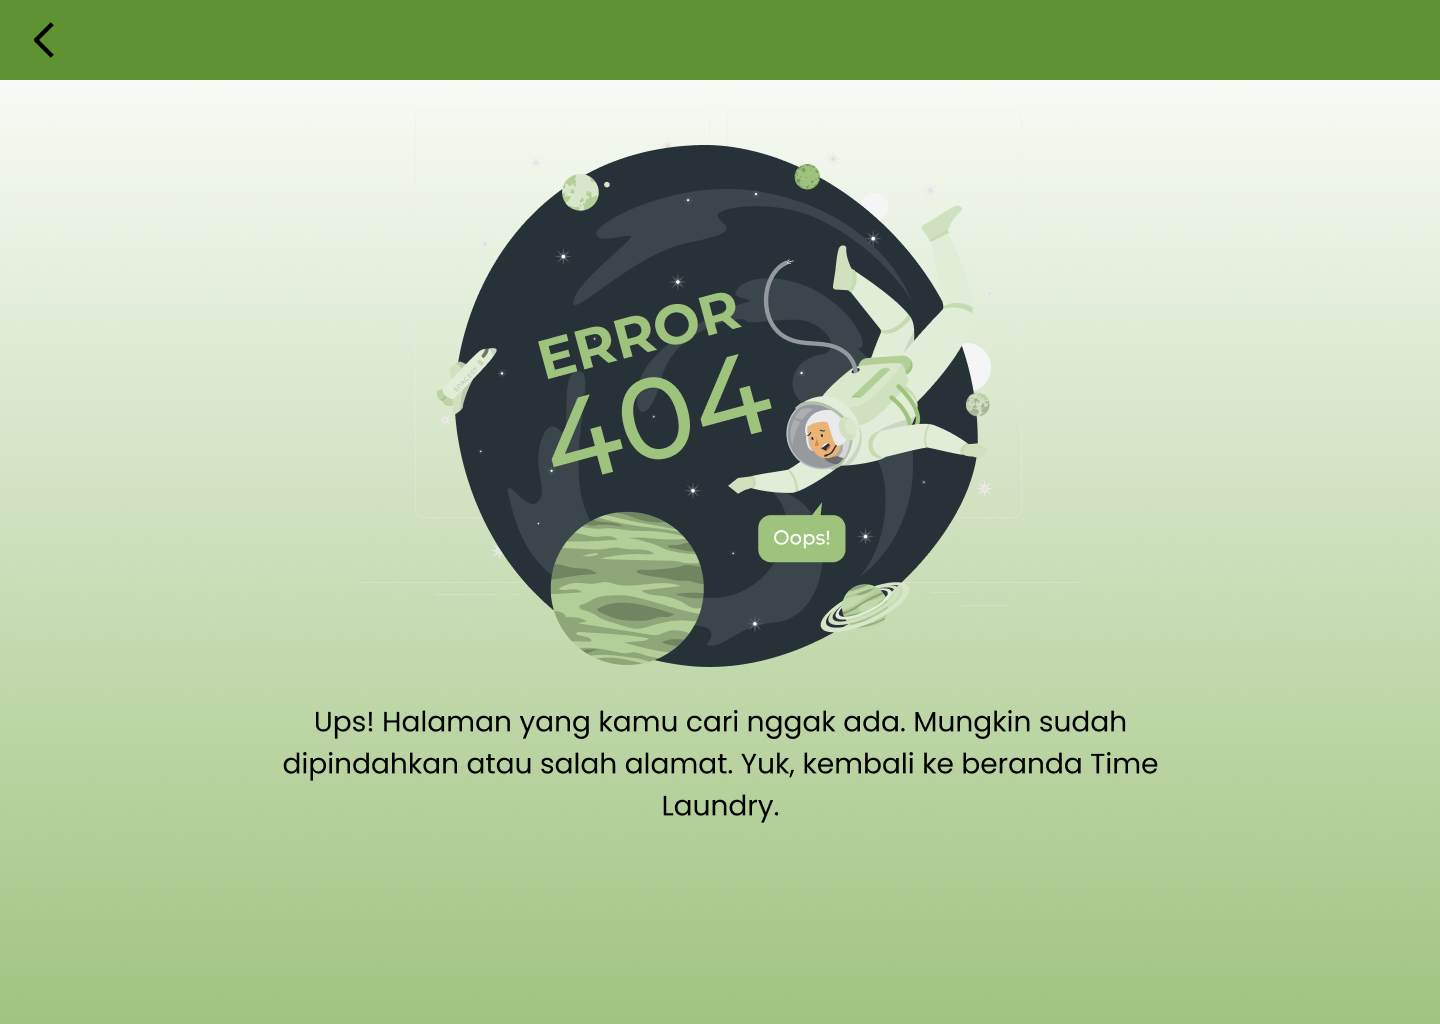 ERROR
404
Oops!
Ups! Halaman yang kamu cari nggak ada. Mungkin sudah
dipindahkan atau salah alamat. Yuk, kembali ke beranda Time
Laundry.